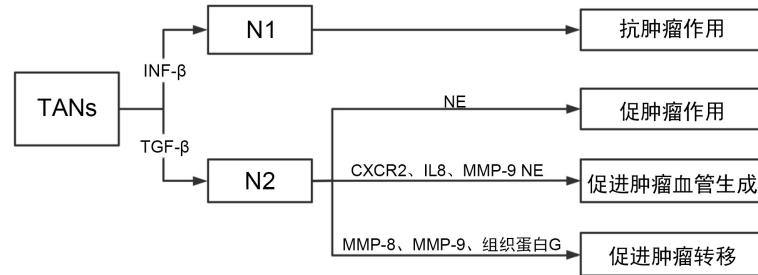 N1
抗肿瘤作用
INF-β
TANs
NE
促肿瘤作用
TGF-β
N2
CXCR2、IL8、MMP-9 NE
促进肿瘤血管生成
MMP-8、MMP-9、组织蛋白G
促进肿瘤转移